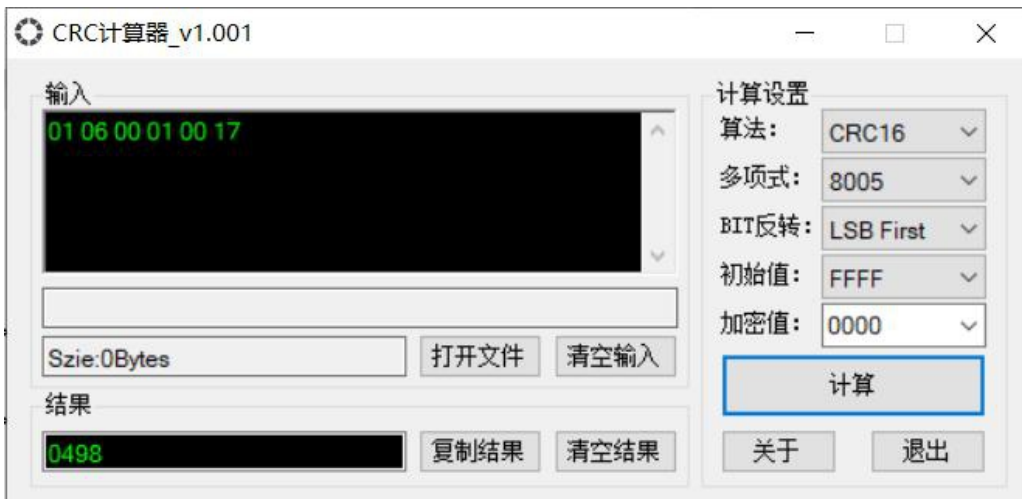 CRC计算器_v1.001
输入
01 06 00 01 00 17
Szie:0Bytes
打开文件
清空输入
结果
0498
复制结果
清空结果
计算设置
算法: CRC16
多项式: 8005
BIT反转: LSB First
初始值: FFFF
加密值: 0000
计算
关于
退出